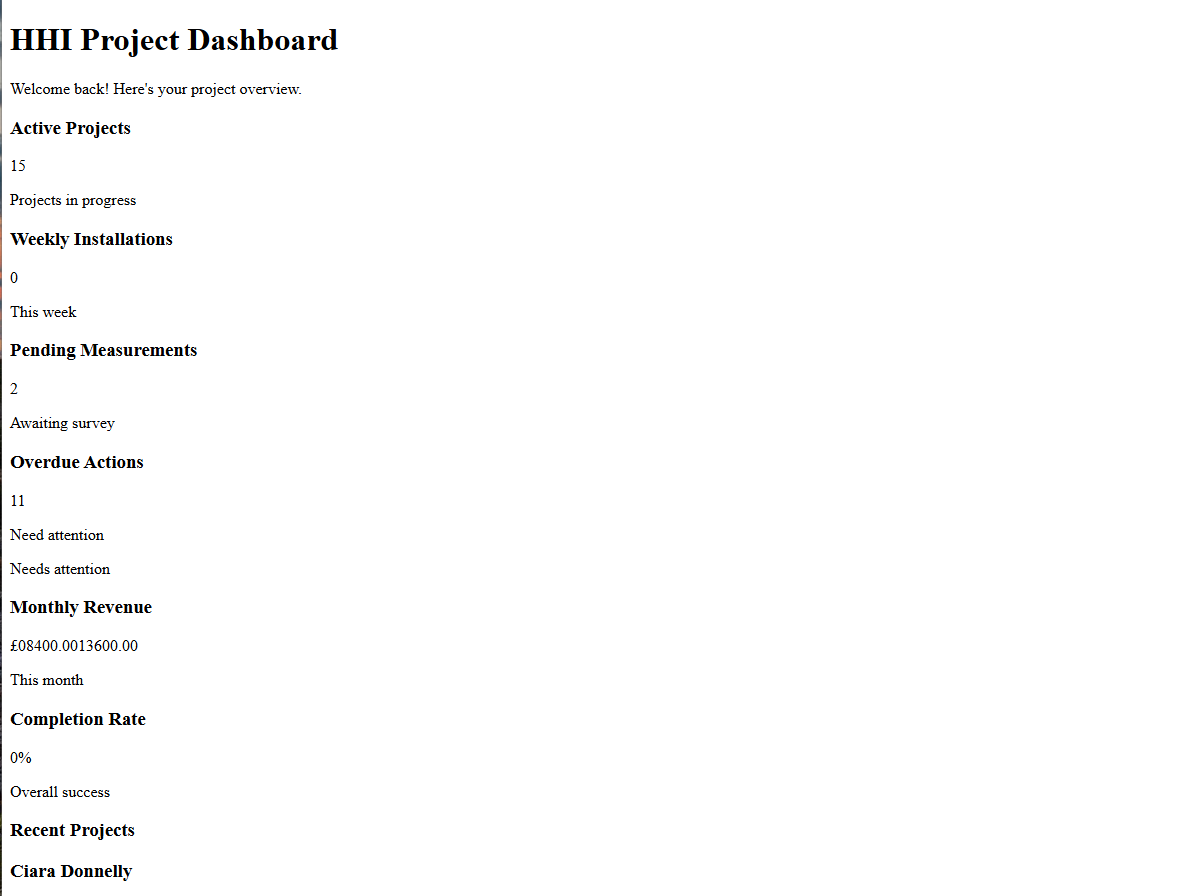 HHI Project Dashboard
Welcome back! Here's your project overview.
Active Projects
15
Projects in progress
Weekly Installations
0
This week
Pending Measurements
2
Awaiting survey
Overdue Actions
11
Need attention
Needs attention
Monthly Revenue
£08400.0013600.00
This month
Completion Rate
0%
Overall success
Recent Projects
Ciara Donnelly